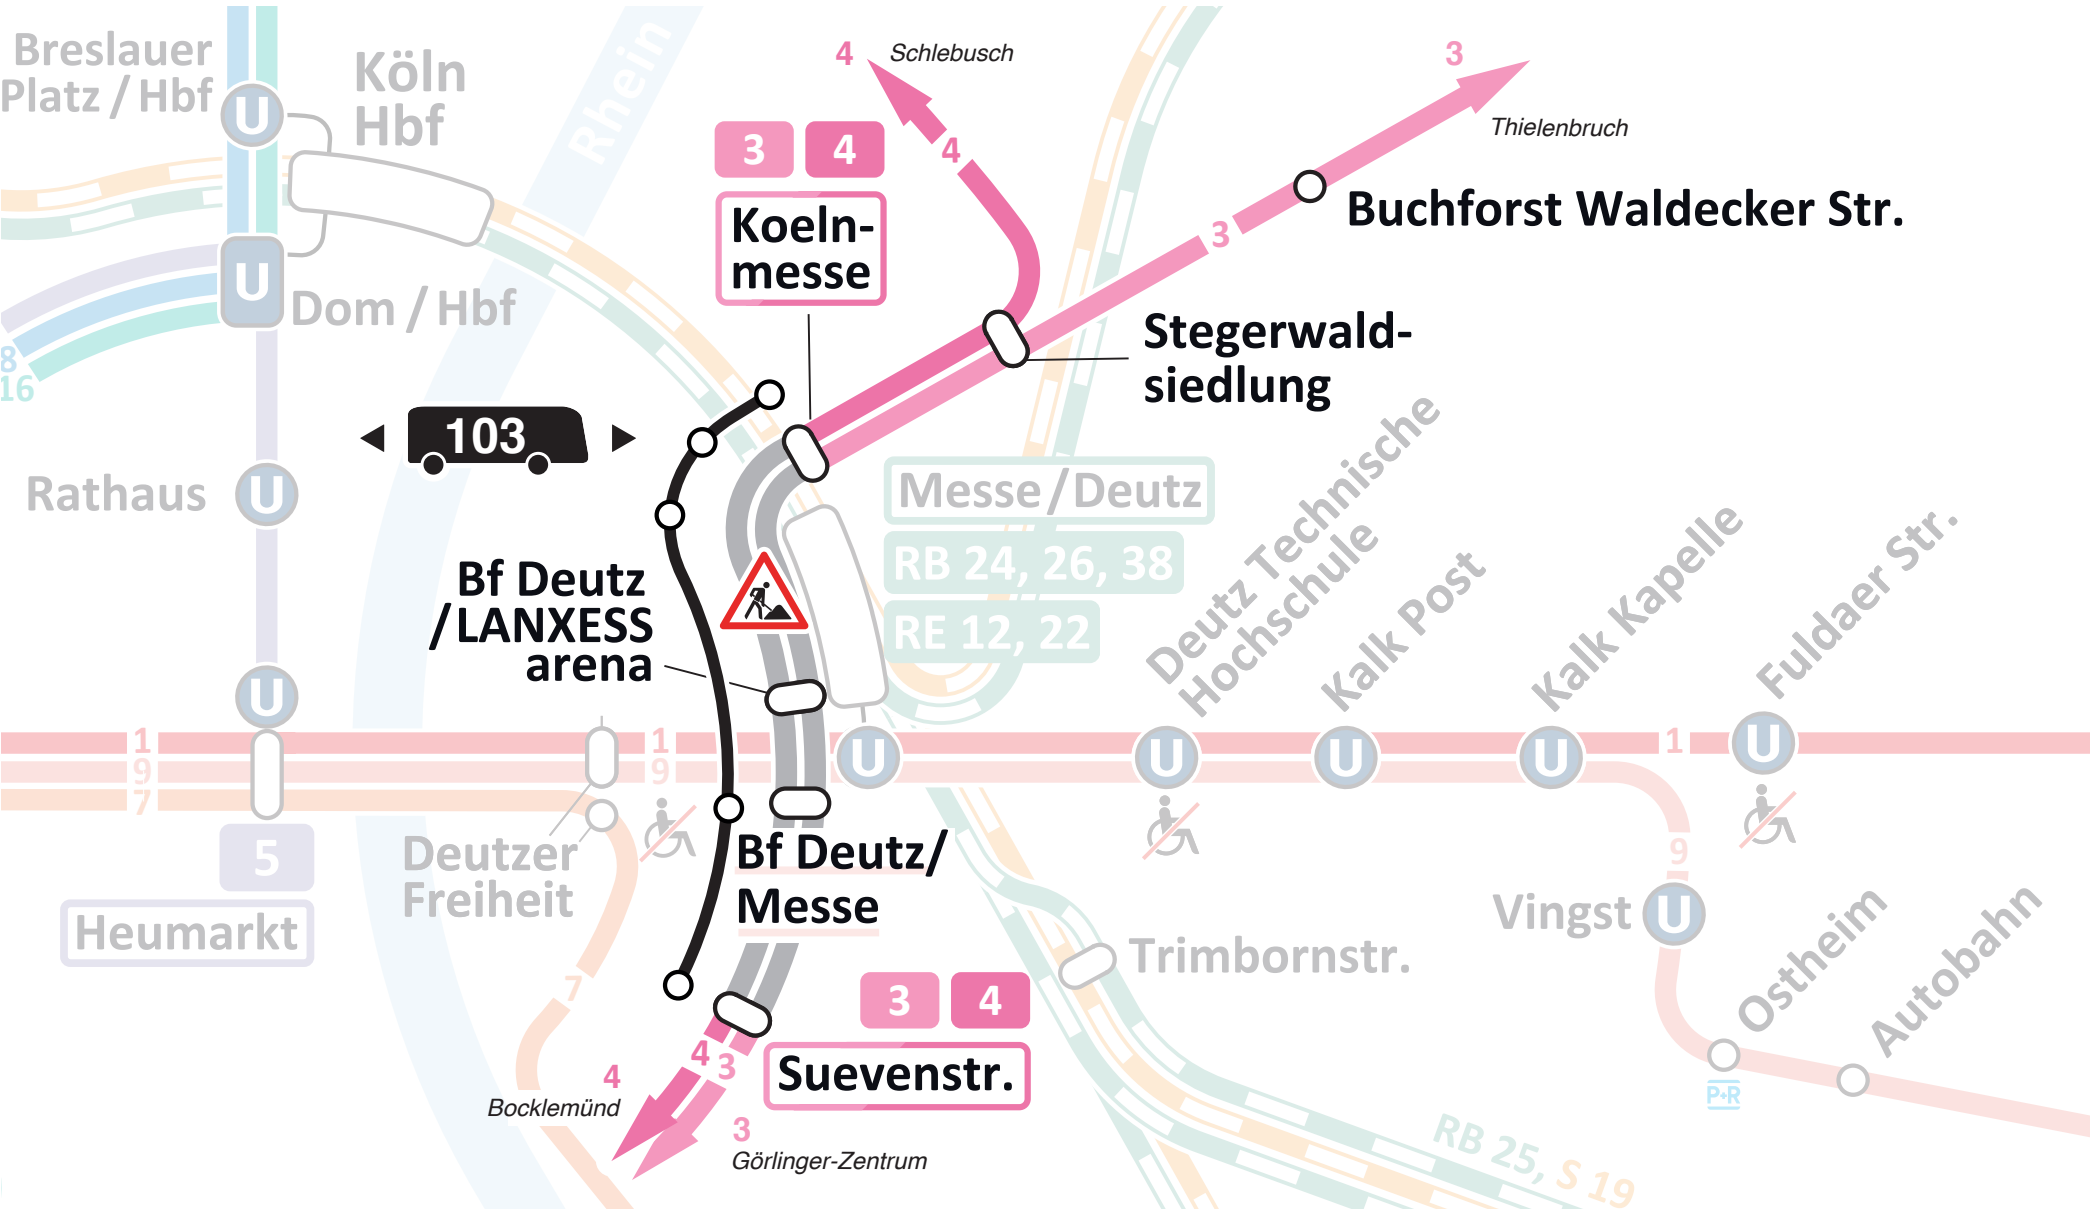 Breslauer
Platz / Hbf
U
Köln
Hbf
Rhein
4
Schlebusch
3
Thielenbruch
3 4
Koeln-
messe
4
3
Buchforst Waldecker Str.
U
Dom / Hbf
8
16
Stegerwald-
siedlung
103
Rathaus
U
Messe / Deutz
RB 24, 26, 38
RE 12, 22
Bf Deutz
/LANXESS
arena
Deutz Technische
Hochschule
Kalk Post
Kalk Kapelle
Fuldaer Str.
U
1
9
7
1
9
U
U
U
U
1
U
5
Heumarkt
Deutzer
Freiheit
Bf Deutz/
Messe
9
Vingst
U
Ostheim
Autobahn
P+R
Trimbornstr.
7
3 4
Suevenstr.
4
3
4
Bocklemünd
3
Görlinger-Zentrum
RB 25, S 19